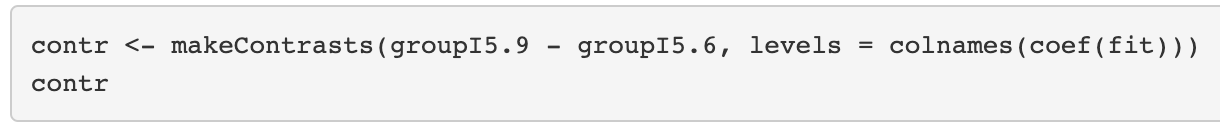 contr <- makeContrasts(groupI5.9 - groupI5.6, levels = colnames(coef(fit)))
contr